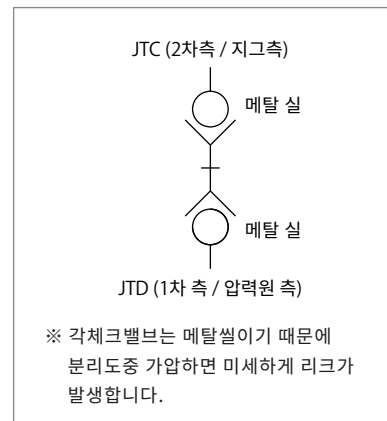 JTC (2차측 / 지그측)
메탈 실
메탈 실
JTD (1차 측 / 압력원 측)
※ 각체크밸브는 메탈씰이기 때문에
분리도중 가압하면 미세하게 리크가
발생합니다.